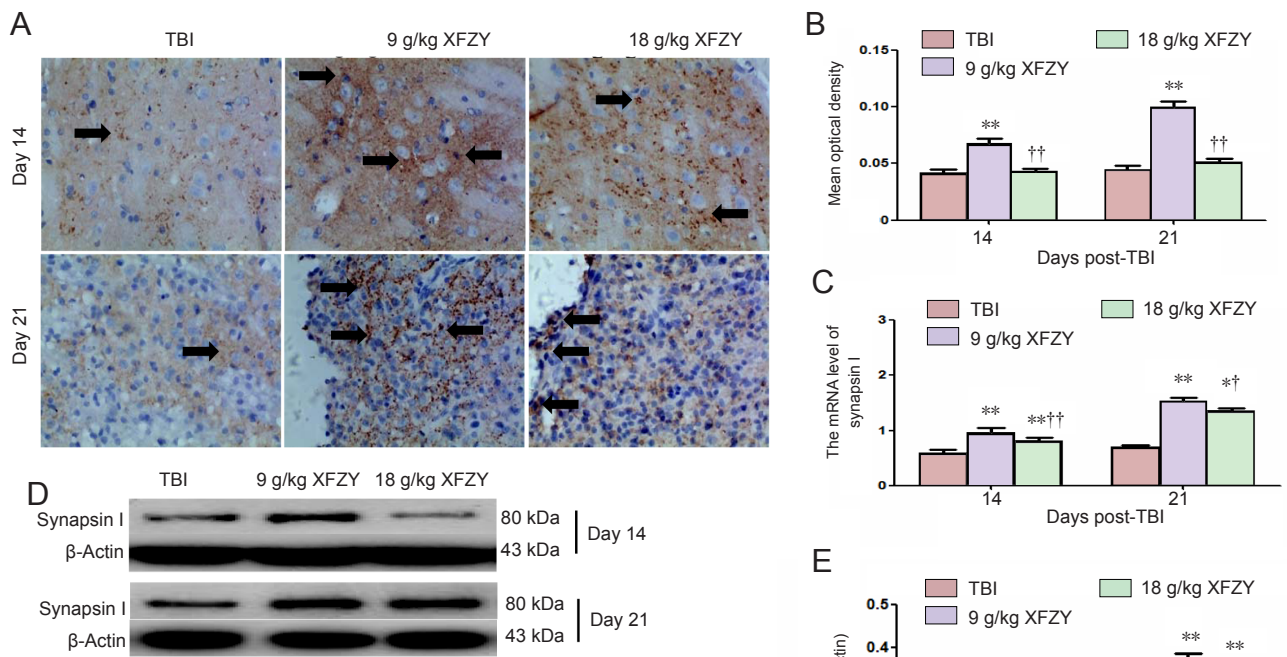 A
TBI 9 g/kg XFZY 18 g/kg XFZY
Day 14
Day 21
B
TBI 18 g/kg XFZY
9 g/kg XFZY
Mean optical density
0.15
0.10
0.05
0
** †† ** ††
14 21
Days post-TBI
C
TBI 18 g/kg XFZY
9 g/kg XFZY
The mRNA level of
synapsin I
3
2
1
0
** **†† ** *†
14 21
Days post-TBI
D
TBI 9 g/kg XFZY 18 g/kg XFZY
Synapsin I 80 kDa
β-Actin 43 kDa
Day 14
Synapsin I 80 kDa
β-Actin 43 kDa
Day 21
E
TBI 18 g/kg XFZY
9 g/kg XFZY
0.5
0.4
** **